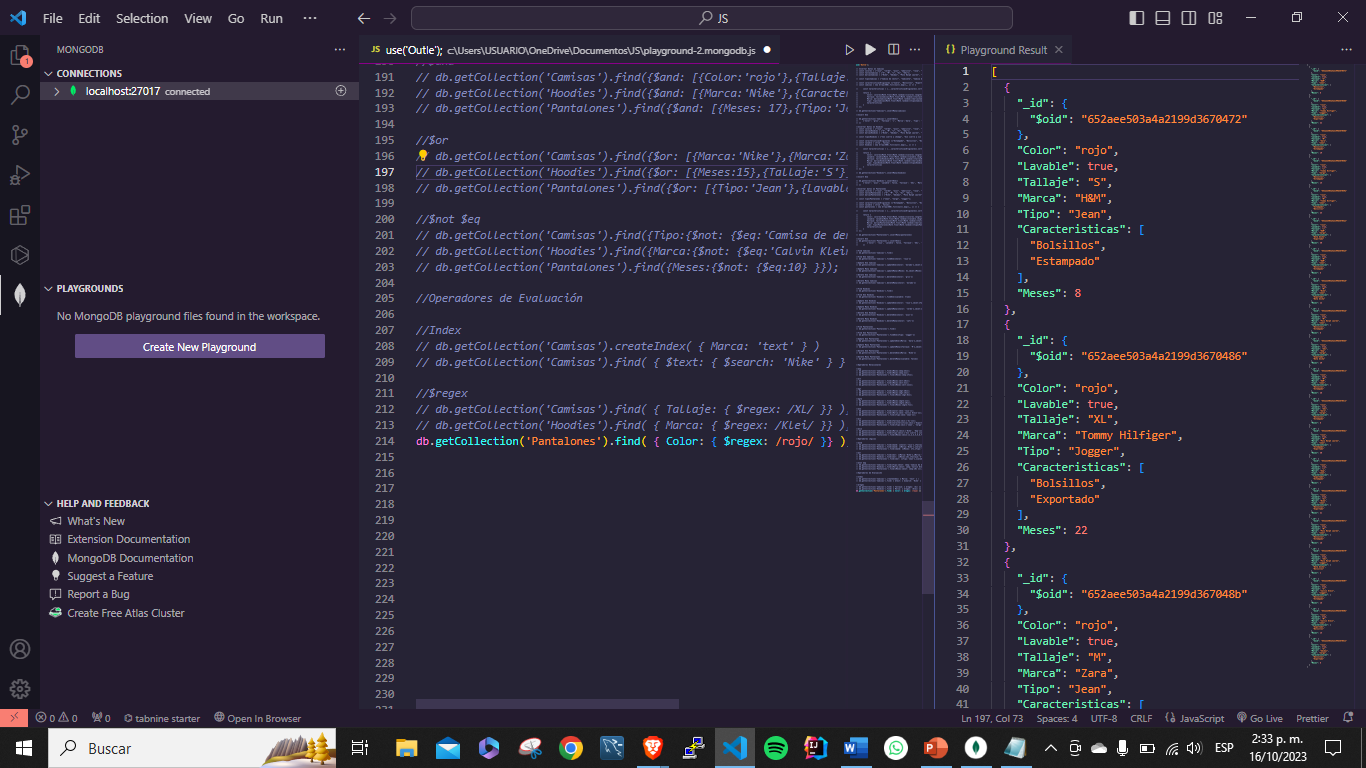 File Edit Selection View Go Run ···
JS
MONGODB
CONNECTIONS
localhost:27017 connected
PLAYGROUNDS
No MongoDB playground files found in the workspace.
Create New Playground
HELP AND FEEDBACK
What's New
Extension Documentation
MongoDB Documentation
Suggest a Feature
Report a Bug
Create Free Atlas Cluster
JS use('Outle'); c:\Users\USUARIO\OneDrive\Documentos\JS\playground-2.mongodb.js
191 // db.getCollection('Camisas').find({$and: [{Color:'rojo'},{Tallaje:
192 // db.getCollection('Hoodies').find({$and: [{Marca:'Nike'},{Caracter
193 // db.getCollection('Pantalones').find({$and: [{Meses: 17},{Tipo:'Jo
194
195 //$or
196 // db.getCollection('Camisas').find({$or: [{Marca:'Nike'},{Marca:'Za
197 // db.getCollection('Hoodies').find({$or: [{Meses:15},{Tallaje:'S'}
198 // db.getCollection('Pantalones').find({$or: [{Tipo:'Jean'},{Lavabl
199
200 //$not $eq
201 // db.getCollection('Camisas').find({Tipo:{$not: {$eq:'Camisa de de
202 // db.getCollection('Hoodies').find({Marca:{$not: {$eq:'Calvin Klein
203 // db.getCollection('Pantalones').find({Meses:{$not: {$eq:10} }});
204
205 //Operadores de Evaluación
206
207 //Index
208 // db.getCollection('Camisas').createIndex( { Marca: 'text' } )
209 // db.getCollection('Camisas').find( { $text: { $search: 'Nike' } }
210
211 //$regex
212 // db.getCollection('Camisas').find( { Tallaje: { $regex: /XL/ }} )
213 // db.getCollection('Hoodies').find( { Marca: { $regex: /Klei/ }} )
214 db.getCollection('Pantalones').find( { Color: { $regex: /rojo/ }} )
215
216
217
218
219
220
221
222
223
224
225
226
227
228
229
230
Playground Result
1 [
2 {
3 "_id": {
4 "$oid": "652aee503a4a2199d3670472"
5 },
6 "Color": "rojo",
7 "Lavable": true,
8 "Tallaje": "S",
9 "Marca": "H&M",
10 "Tipo": "Jean",
11 "Caracteristicas": [
12 "Bolsillos",
13 "Estampado"
14 ],
15 "Meses": 8
16 },
17 {
18 "_id": {
19 "$oid": "652aee503a4a2199d3670486"
20 },
21 "Color": "rojo",
22 "Lavable": true,
23 "Tallaje": "XL",
24 "Marca": "Tommy Hilfiger",
25 "Tipo": "Jogger",
26 "Caracteristicas": [
27 "Bolsillos",
28 "Exportado"
29 ],
30 "Meses": 22
31 },
32 {
33 "_id": {
34 "$oid": "652aee503a4a2199d367048b"
35 },
36 "Color": "rojo",
37 "Lavable": true,
38 "Tallaje": "M",
39 "Marca": "Zara",
40 "Tipo": "Jean",
41 "Caracteristicas": [
0 0 0 tabnine starter Open In Browser
Ln 197, Col 73 Spaces: 4 UTF-8 CRLF JavaScript Go Live Prettier
Buscar
ESP
2:33 p. m.
16/10/2023